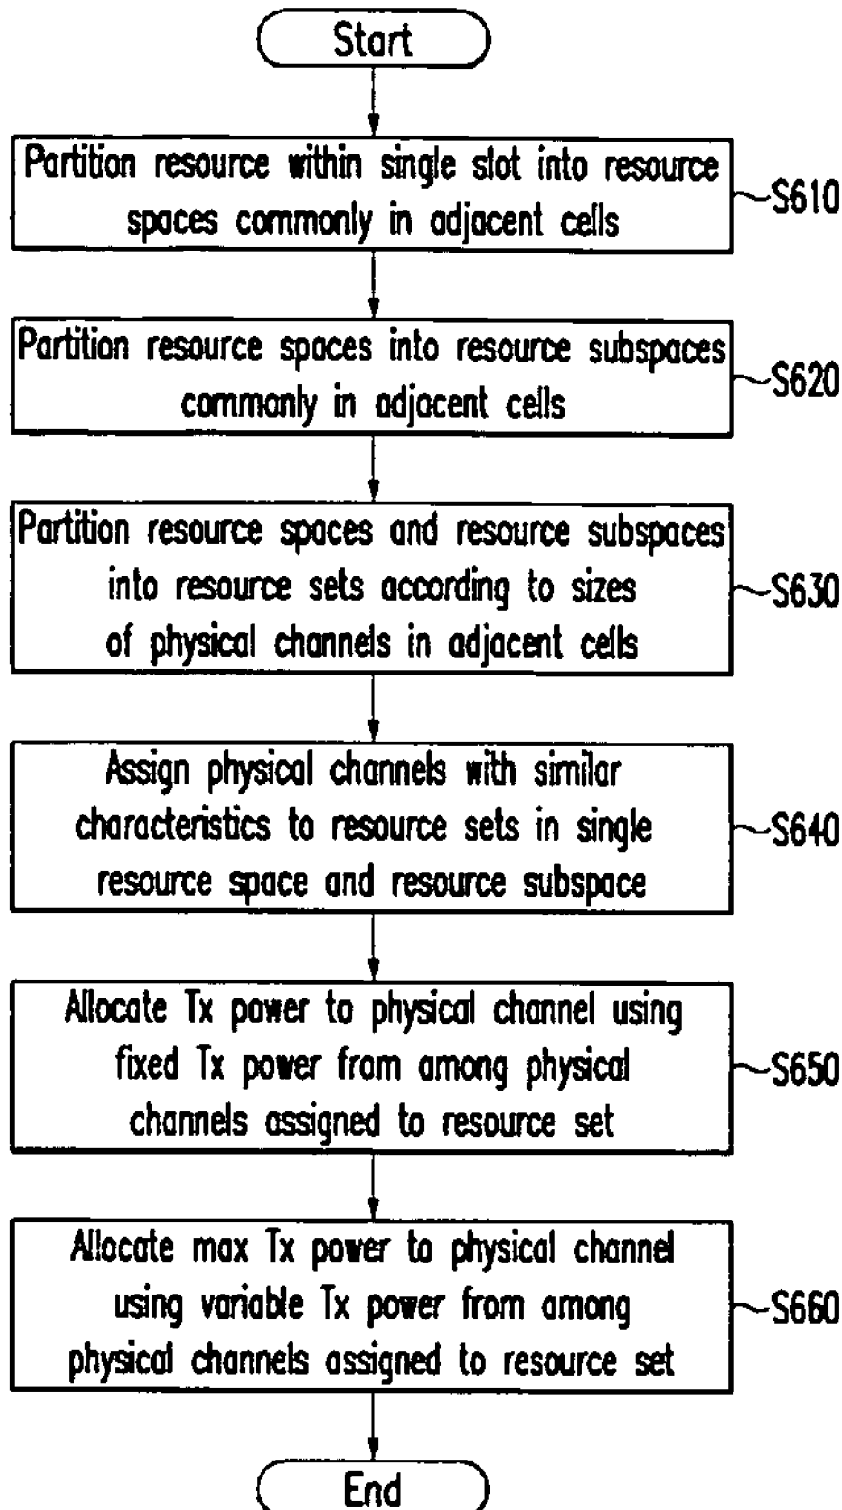 Start
Partition resource within single slot into resource
spaces commonly in adjacent cells
S610
Partition resource spaces into resource subspaces
commonly in adjacent cells
S620
Partition resource spaces and resource subspaces
into resource sets according to sizes
of physical channels in adjacent cells
S630
Assign physical channels with similar
characteristics to resource sets in single
resource space and resource subspace
S640
Allocate Tx power to physical channel using
fixed Tx power from among physical
channels assigned to resource set
S650
Allocate max Tx power to physical channel
using variable Tx power from among
physical channels assigned to resource set
S660
End